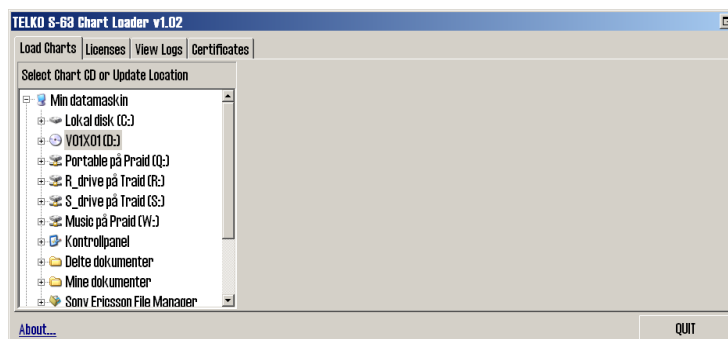 TELKO S-63 Chart Loader v1.02
Load Charts Licenses View Logs Certificates
Select Chart CD or Update Location
Min datamaskin
Lokal disk (C:)
V01X01 (D:)
Portable på Praid (Q:)
R_drive på Traid (R:)
S_drive på Traid (S:)
Music på Praid (W:)
Kontrollpanel
Delte dokumenter
Mine dokumenter
Sony Ericsson File Manager
About... QUIT